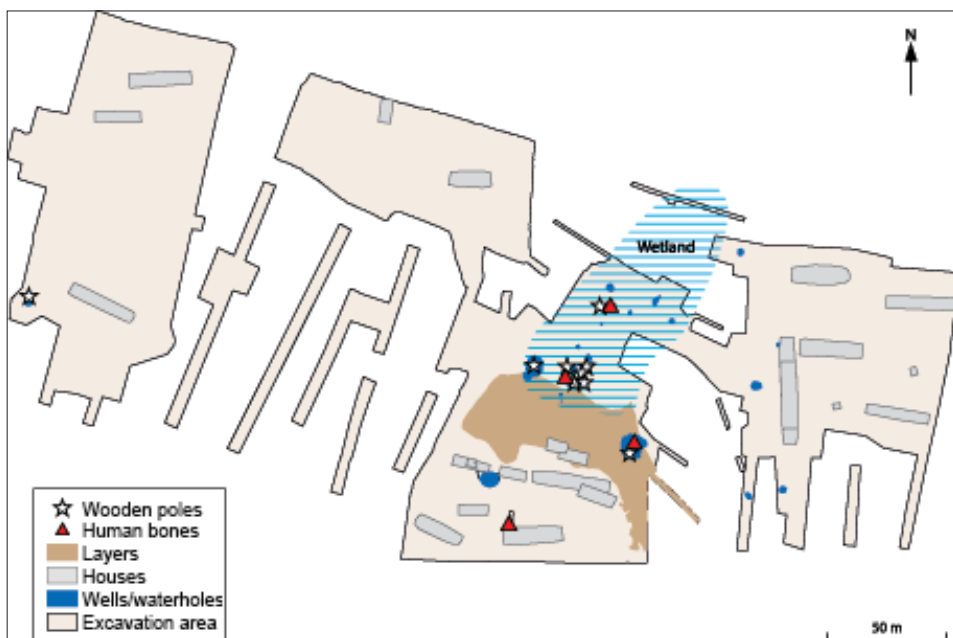 N
Wetland
Wooden poles
Human bones
Layers
Houses
Wells/waterholes
Excavation area
50 m